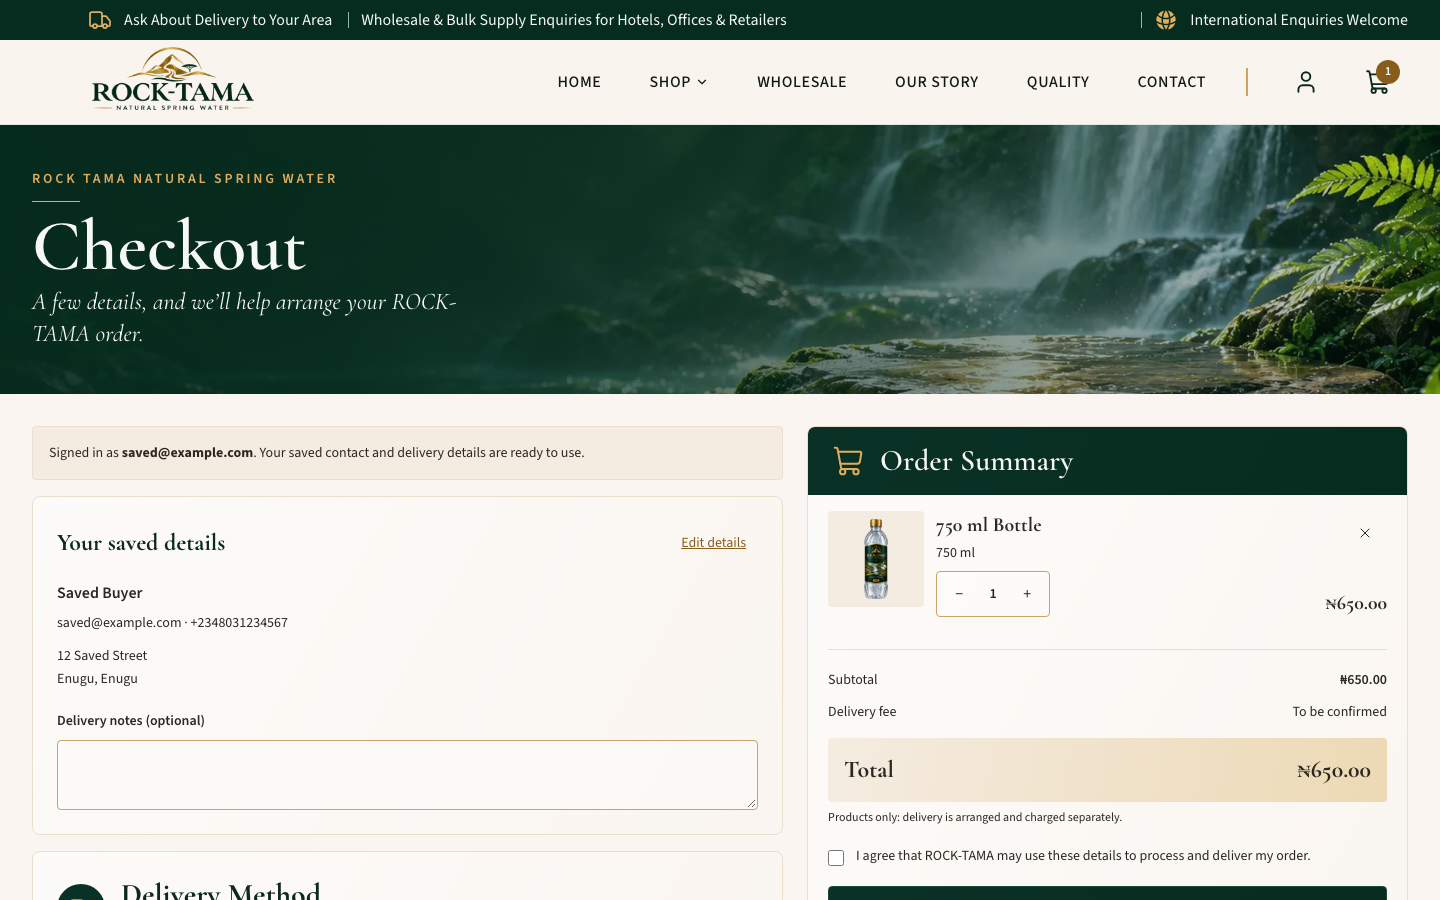 Ask About Delivery to Your Area
Wholesale & Bulk Supply Enquiries for Hotels, Offices & Retailers
International Enquiries Welcome
ROCK-TAMA
NATURAL SPRING WATER
HOME
SHOP
WHOLESALE
OUR STORY
QUALITY
CONTACT
1
ROCK TAMA NATURAL SPRING WATER
Checkout
A few details, and we’ll help arrange your ROCK-
TAMA order.
Signed in as saved@example.com. Your saved contact and delivery details are ready to use.
Your saved details
Edit details
Saved Buyer
saved@example.com · +2348031234567
12 Saved Street
Enugu, Enugu
Delivery notes (optional)
Delivery Method
Order Summary
750 ml Bottle
750 ml
− 1 +
₦650.00
Subtotal
₦650.00
Delivery fee
To be confirmed
Total
₦650.00
Products only: delivery is arranged and charged separately.
I agree that ROCK-TAMA may use these details to process and deliver my order.